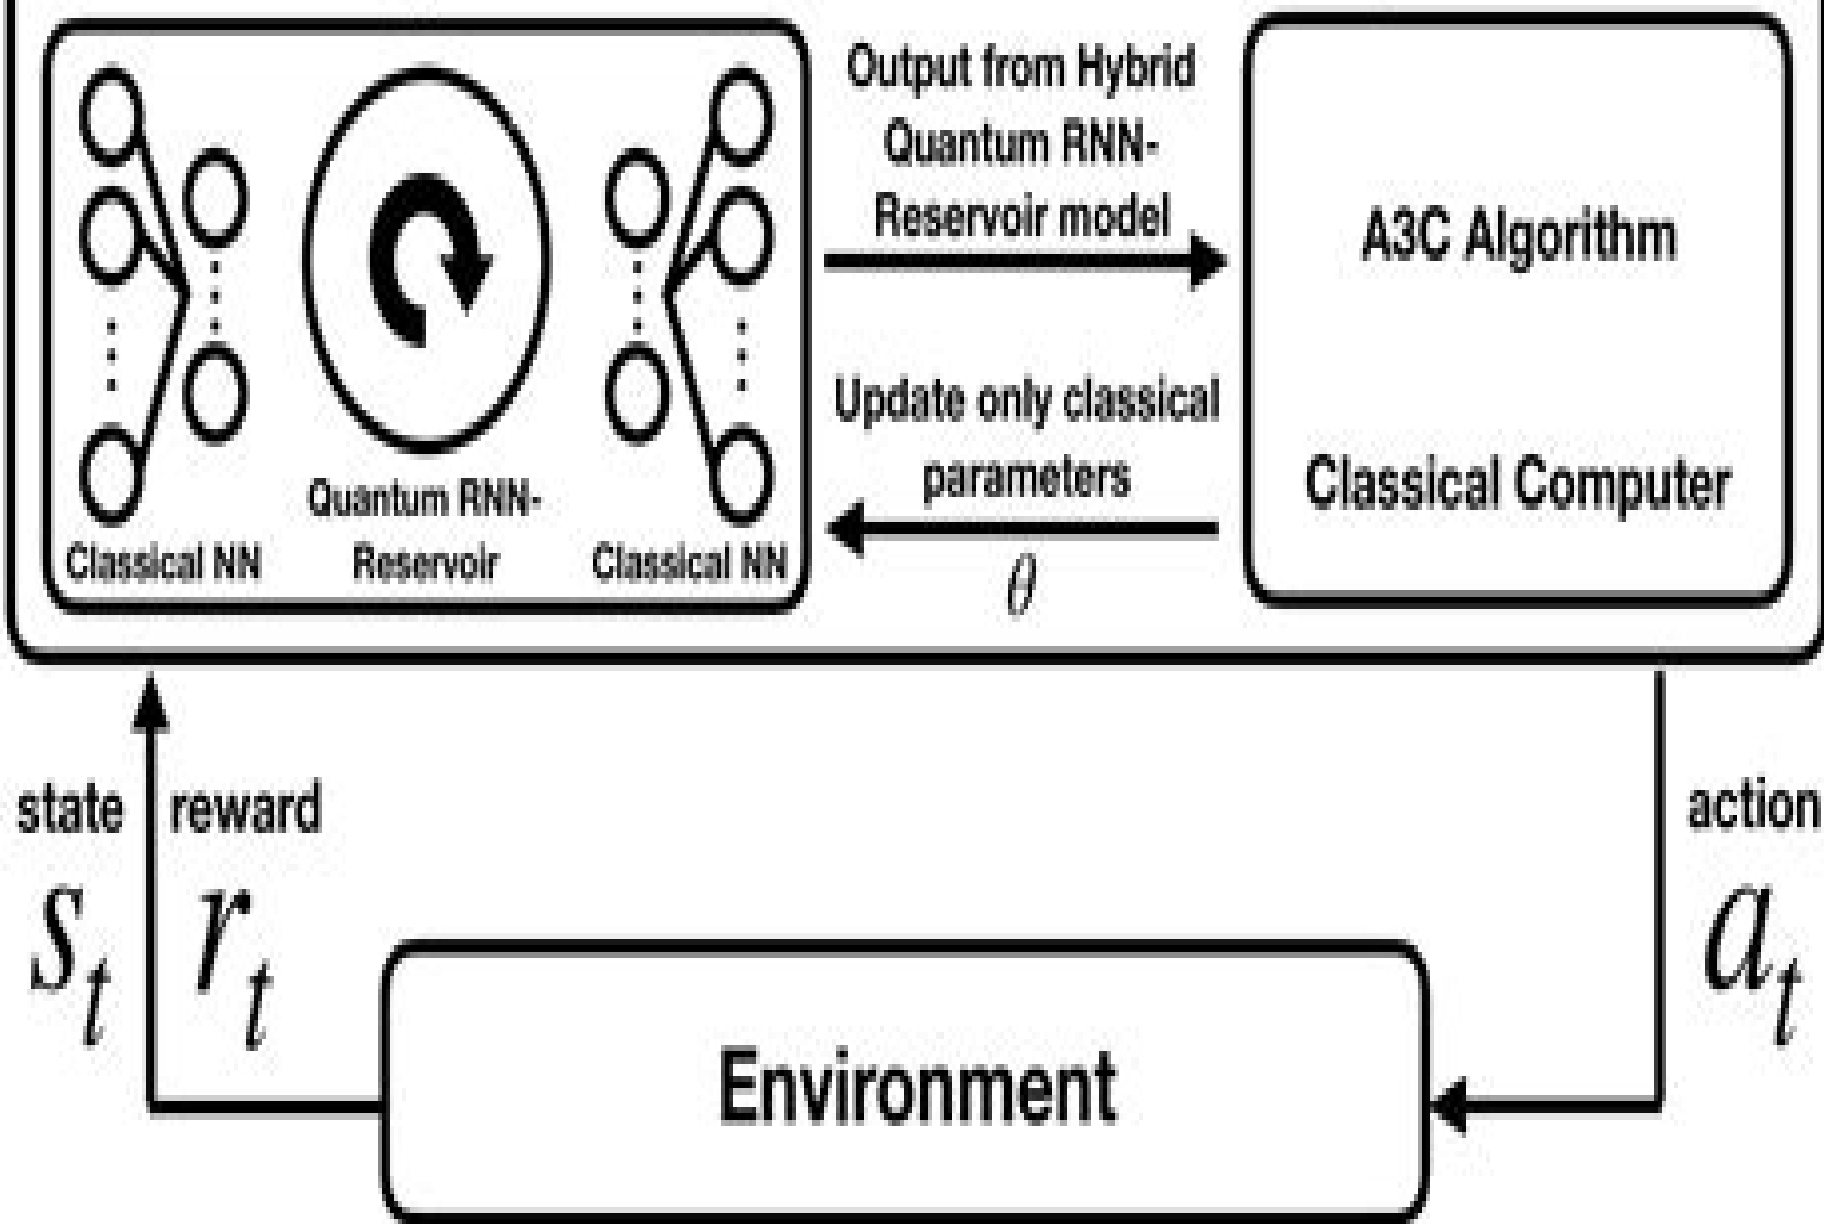 Output from Hybrid
Quantum RNN-
Reservoir model
A3C Algorithm
Update only classical
parameters
θ
Classical Computer
Quantum RNN-
Reservoir
Classical NN
Classical NN
state
reward
action
s_t
r_t
a_t
Environment